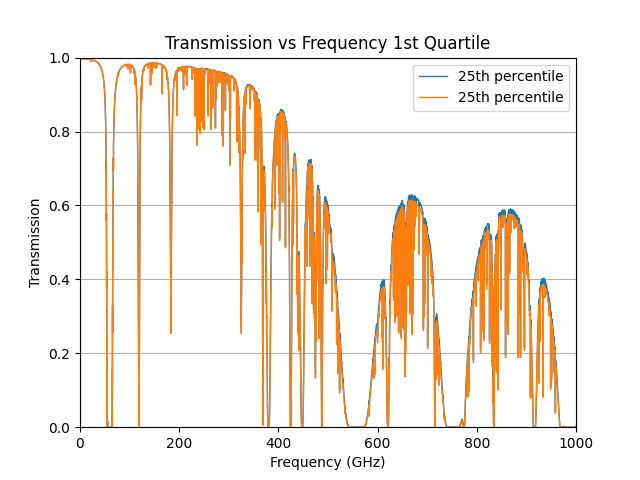 Transmission vs Frequency 1st Quartile
25th percentile
25th percentile
1.0
0.8
0.6
0.4
0.2
0.0
Transmission
0 200 400 600 800 1000
Frequency (GHz)